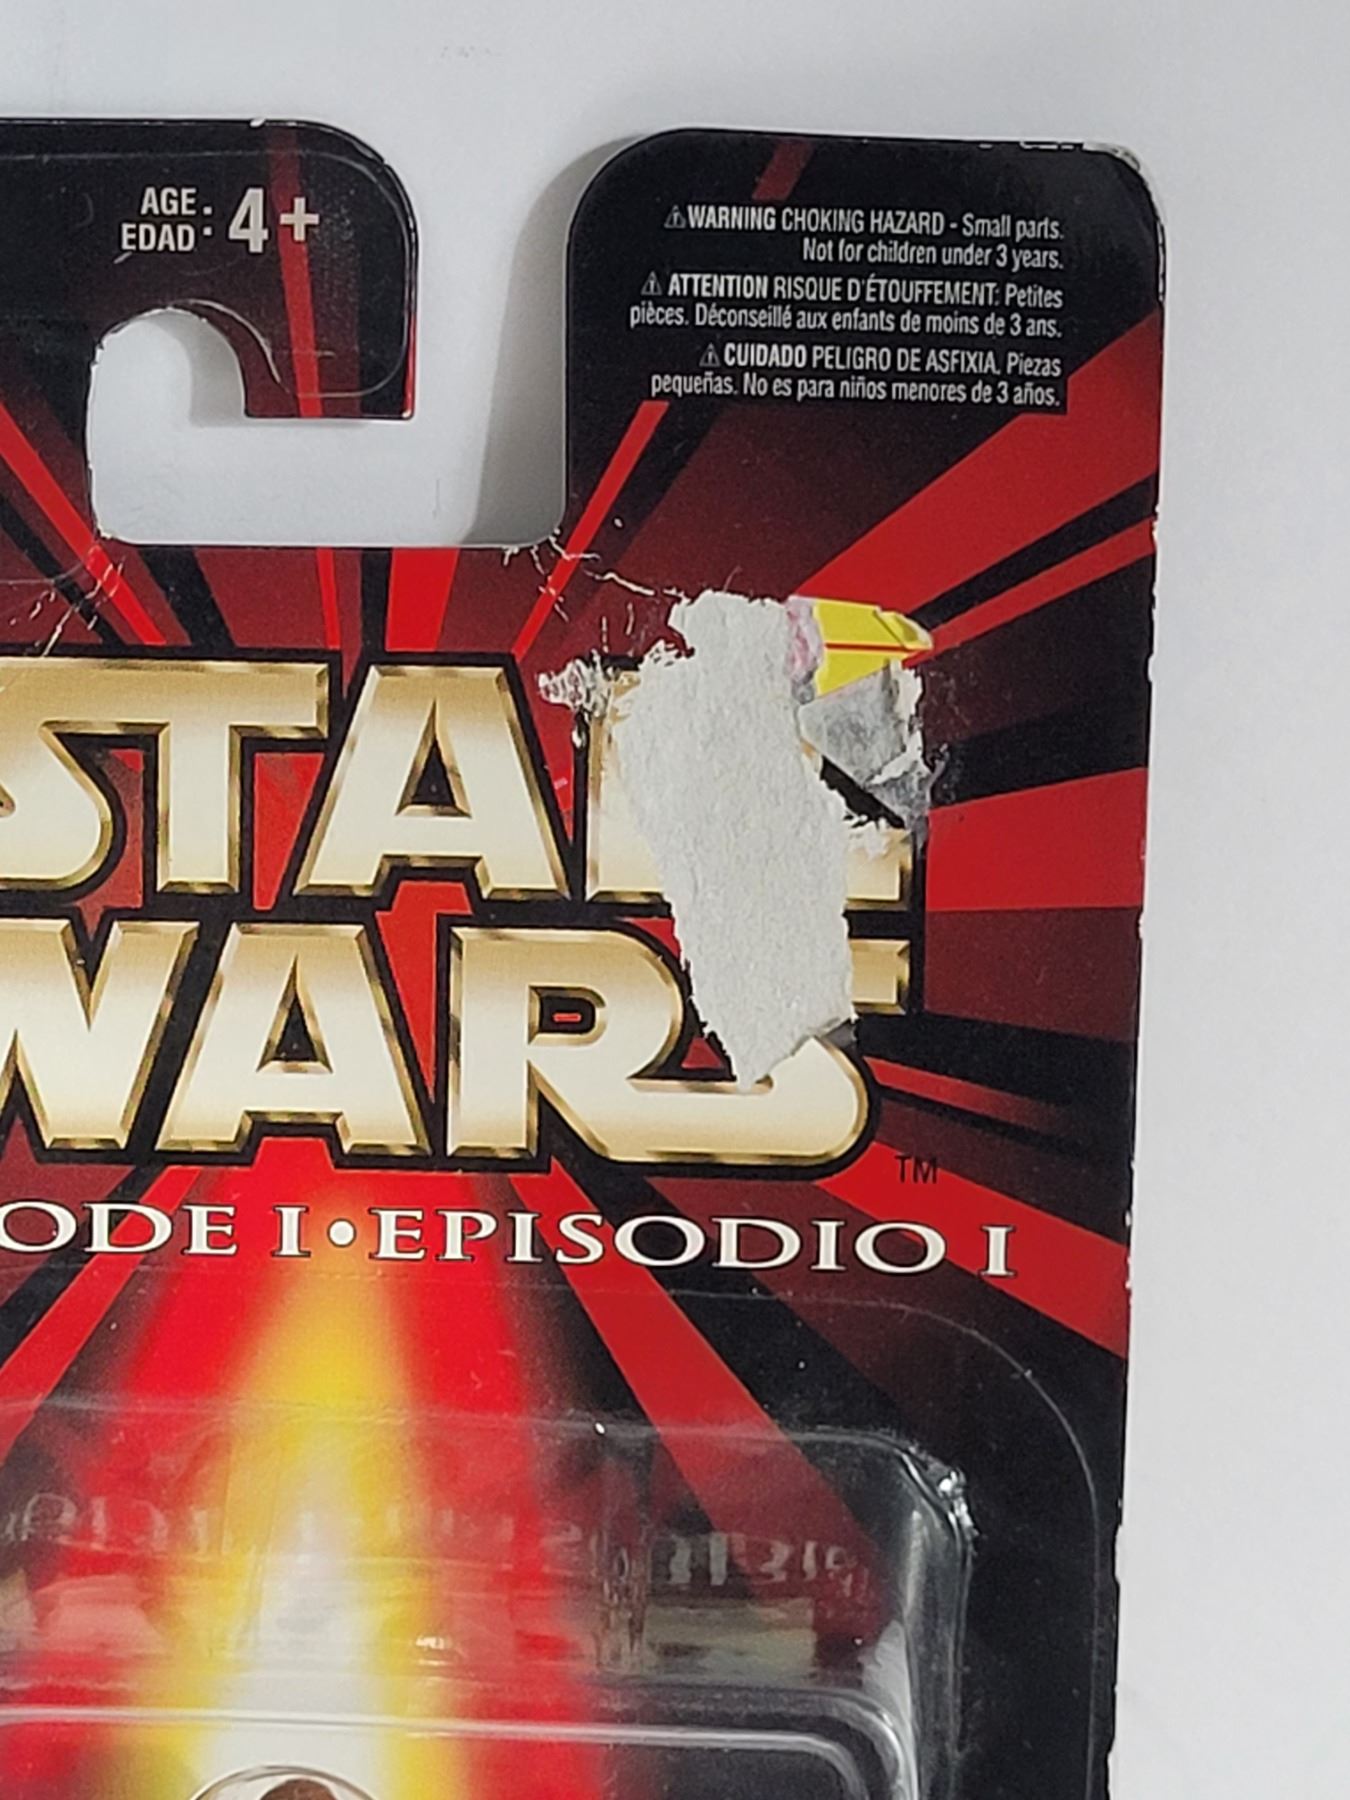 AGE:
EDAD: 4+
⚠WARNING CHOKING HAZARD - Small parts.
Not for children under 3 years.
⚠ ATTENTION RISQUE D'ÉTOUFFEMENT: Petites
pièces. Déconseillé aux enfants de moins de 3 ans.
⚠ CUIDADO PELIGRO DE ASFIXIA. Piezas
pequeñas. No es para niños menores de 3 años.
STAR
WARS
TM
ODE I•EPISODIO I